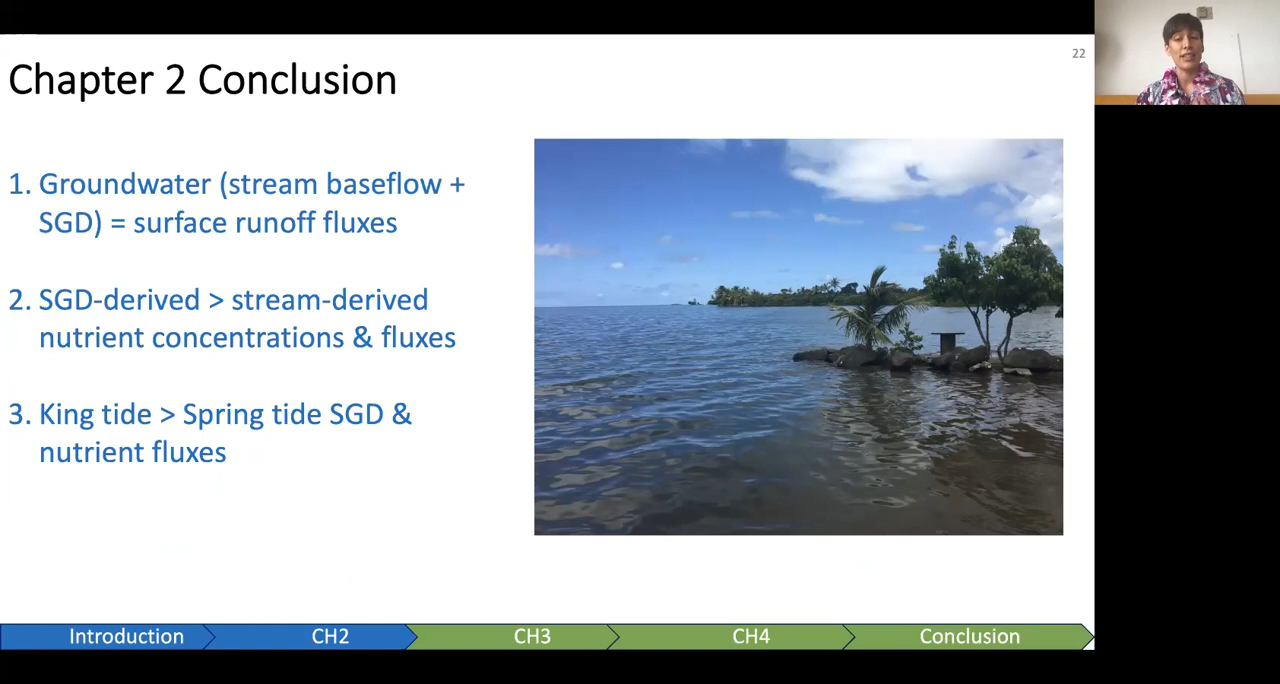 22
Chapter 2 Conclusion
1. Groundwater (stream baseflow +
SGD) = surface runoff fluxes
2. SGD-derived > stream-derived
nutrient concentrations & fluxes
3. King tide > Spring tide SGD &
nutrient fluxes
Introduction
CH2
CH3
CH4
Conclusion